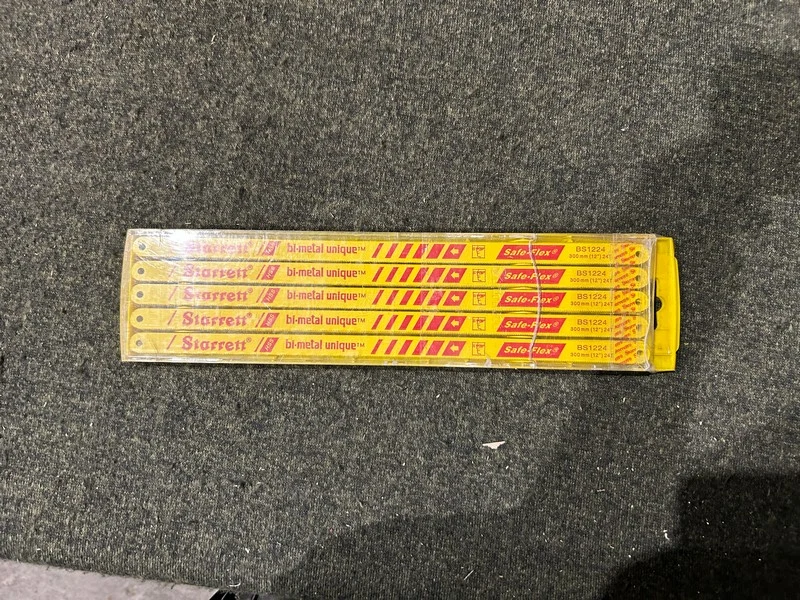 Starrett bi-metal unique™ Safe-Flex® BS1224
300 mm (12") 24T
Starrett bi-metal unique™ Safe-Flex® BS1224
300 mm (12") 24T
Starrett bi-metal unique™ Safe-Flex® BS1224
300 mm (12") 24T
Starrett® bi-metal unique™ Safe-Flex® BS1224
300 mm (12") 24T
Starrett® bi-metal unique™ Safe-Flex® BS1224
300 mm (12") 24T